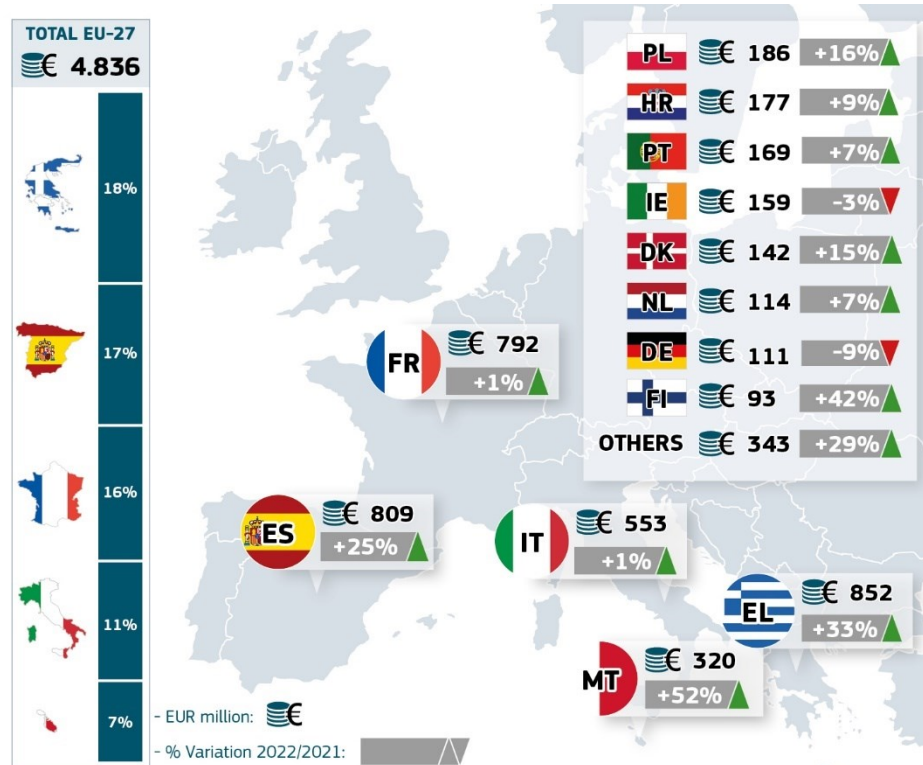 TOTAL EU-27
€ 4.836
18%
17%
16%
11%
7%
PL € 186 +16%
HR € 177 +9%
PT € 169 +7%
IE € 159 -3%
DK € 142 +15%
NL € 114 +7%
DE € 111 -9%
FI € 93 +42%
OTHERS € 343 +29%
FR € 792
+1%
ES € 809
+25%
IT € 553
+1%
EL € 852
+33%
MT € 320
+52%
- EUR million: €
- % Variation 2022/2021: